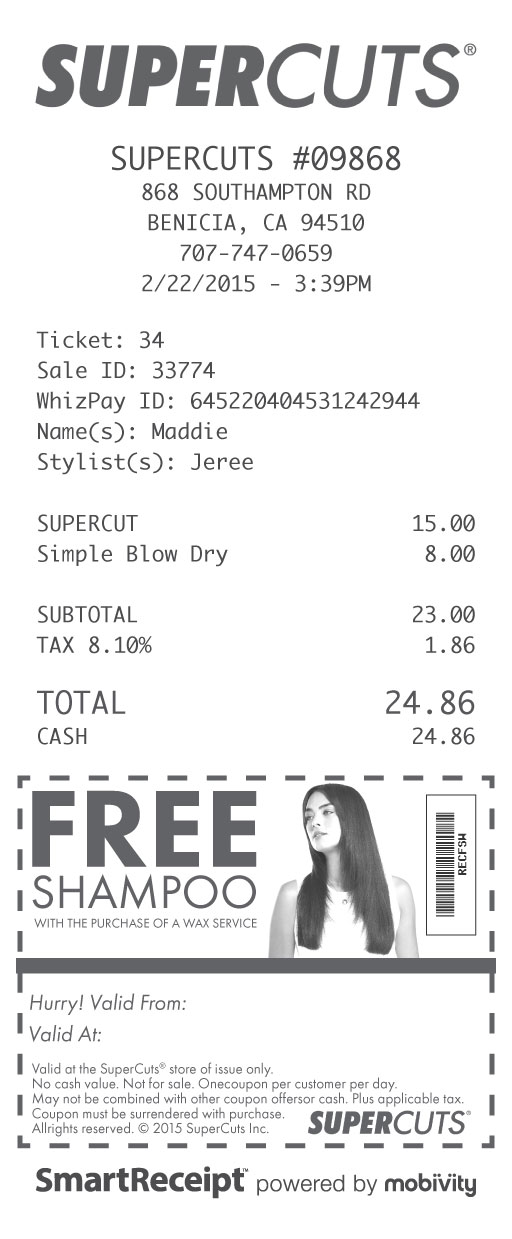 SUPERCUTS®
SUPERCUTS #09868
868 SOUTHAMPTON RD
BENICIA, CA 94510
707-747-0659
2/22/2015 - 3:39PM
Ticket: 34
Sale ID: 33774
WhizPay ID: 645220404531242944
Name(s): Maddie
Stylist(s): Jeree
SUPERCUT 15.00
Simple Blow Dry 8.00
SUBTOTAL 23.00
TAX 8.10% 1.86
TOTAL 24.86
CASH 24.86
FREE
SHAMPOO
WITH THE PURCHASE OF A WAX SERVICE
RECFSW
Hurry! Valid From:
Valid At:
Valid at the SuperCuts® store of issue only.
No cash value. Not for sale. Onecoupon per customer per day.
May not be combined with other coupon offersor cash. Plus applicable tax.
Coupon must be surrendered with purchase.
Allrights reserved. © 2015 SuperCuts Inc.
SUPERCUTS®
SmartReceipt™ powered by mobivity